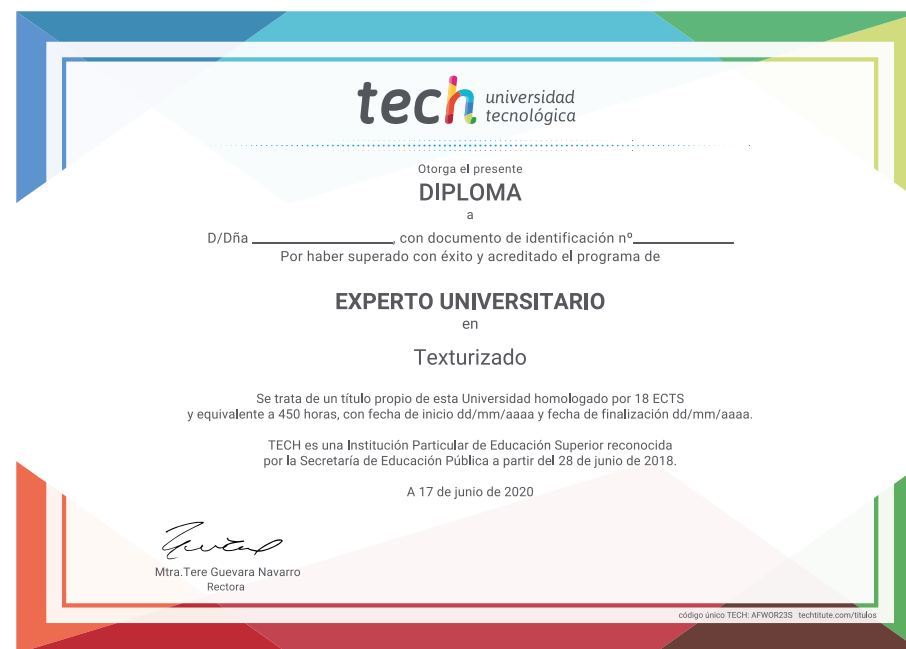 tech universidad
tecnológica
Otorga el presente
DIPLOMA
a
D/Dña ____________________, con documento de identificación nº______________
Por haber superado con éxito y acreditado el programa de
EXPERTO UNIVERSITARIO
en
Texturizado
Se trata de un título propio de esta Universidad homologado por 18 ECTS
y equivalente a 450 horas, con fecha de inicio dd/mm/aaaa y fecha de finalización dd/mm/aaaa.
TECH es una Institución Particular de Educación Superior reconocida
por la Secretaría de Educación Pública a partir del 28 de junio de 2018.
A 17 de junio de 2020
Mtra.Tere Guevara Navarro
Rectora
código único TECH: AFWOR23S techtitute.com/titulos